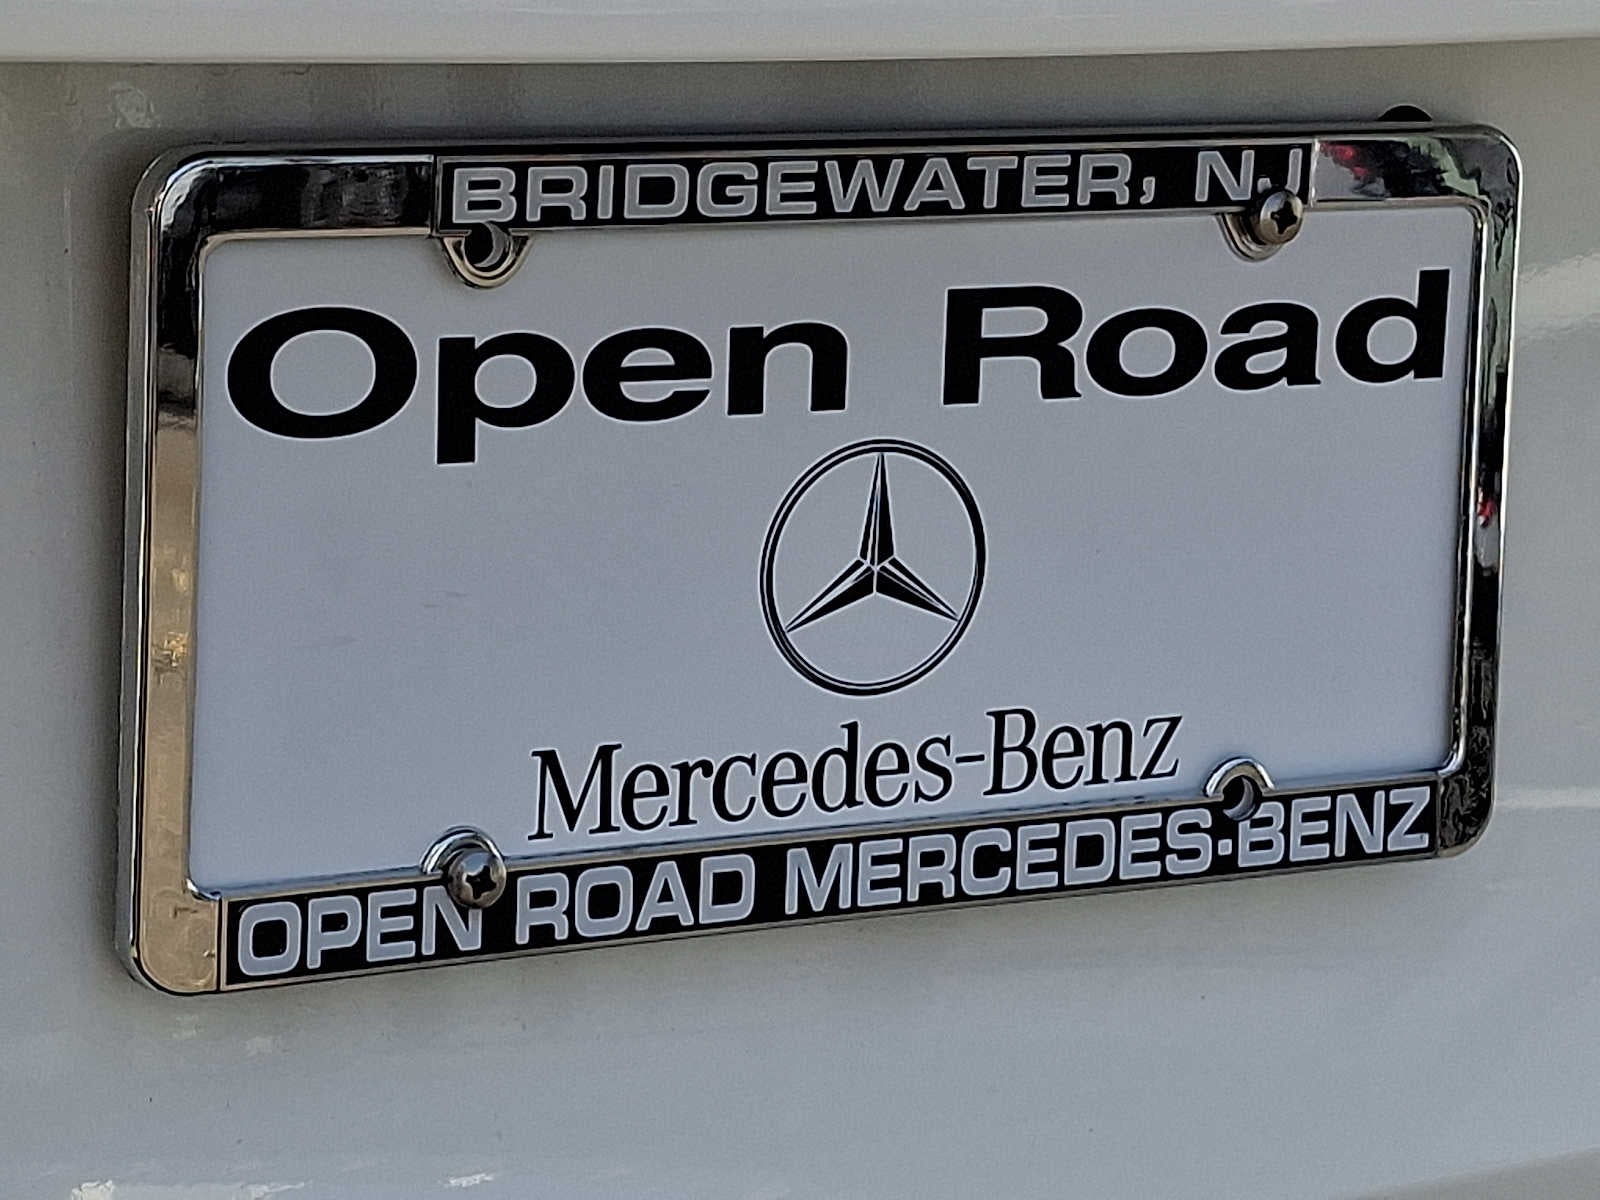 BRIDGEWATER, NJ
Open Road
Mercedes-Benz
OPEN ROAD MERCEDES·BENZ